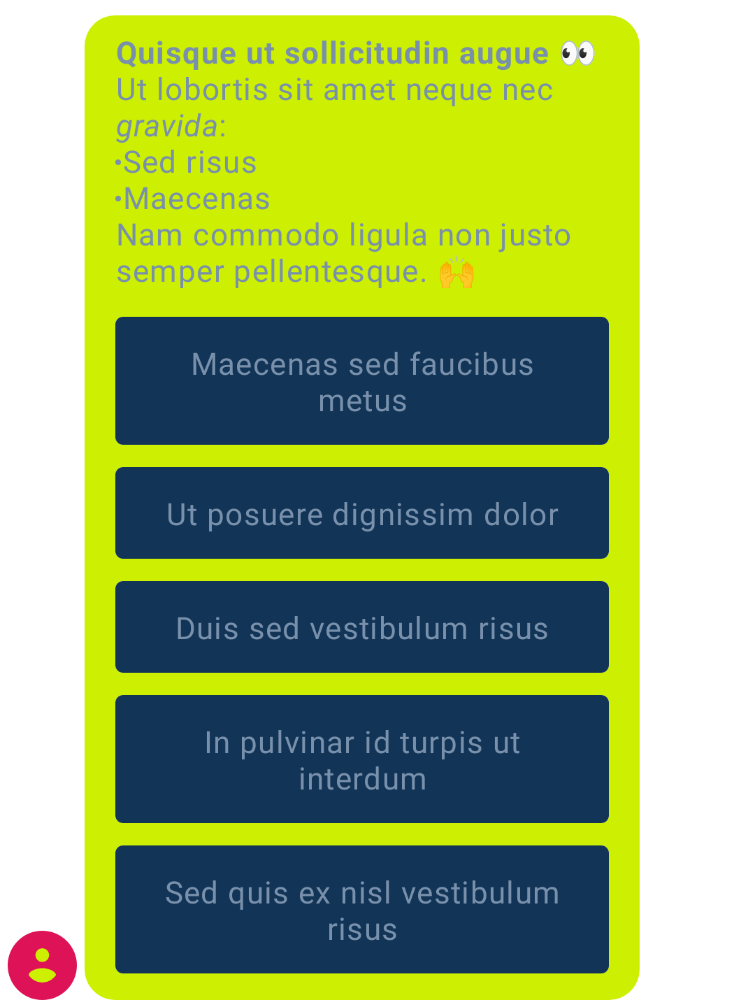 Quisque ut sollicitudin augue 👀
Ut lobortis sit amet neque nec
gravida:
•Sed risus
•Maecenas
Nam commodo ligula non justo
semper pellentesque. 🙌
Maecenas sed faucibus
metus
Ut posuere dignissim dolor
Duis sed vestibulum risus
In pulvinar id turpis ut
interdum
Sed quis ex nisl vestibulum
risus